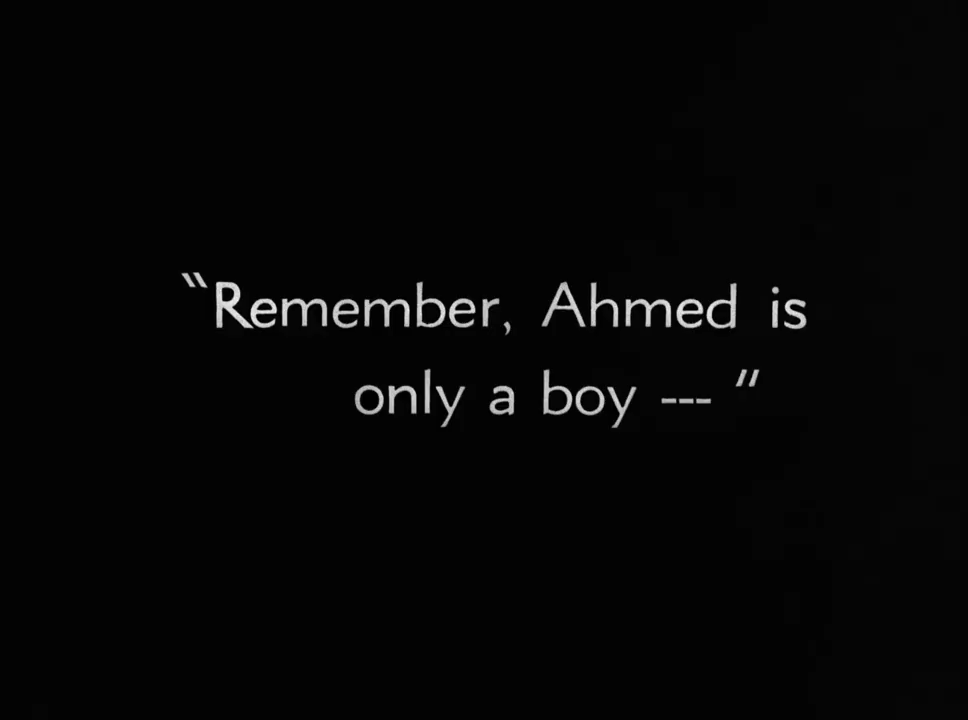 "Remember, Ahmed is
only a boy --- "